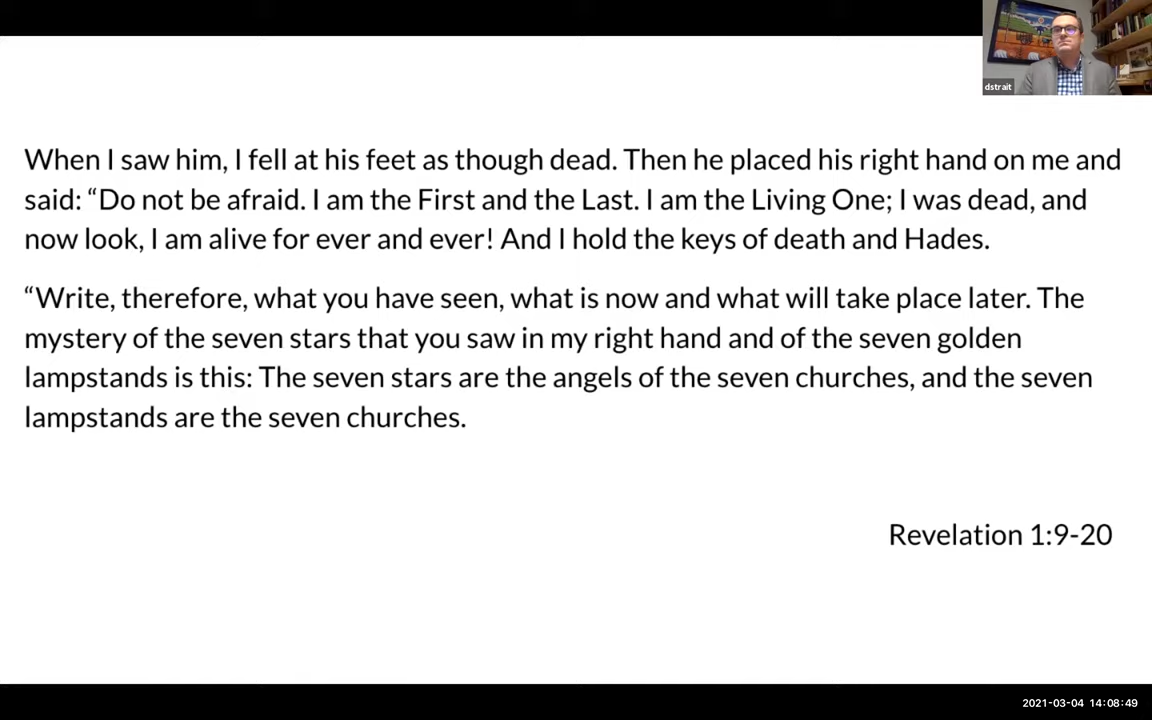 dstrait
When I saw him, I fell at his feet as though dead. Then he placed his right hand on me and
said: “Do not be afraid. I am the First and the Last. I am the Living One; I was dead, and
now look, I am alive for ever and ever! And I hold the keys of death and Hades.
“Write, therefore, what you have seen, what is now and what will take place later. The
mystery of the seven stars that you saw in my right hand and of the seven golden
lampstands is this: The seven stars are the angels of the seven churches, and the seven
lampstands are the seven churches.
Revelation 1:9-20
2021-03-04 14:08:49